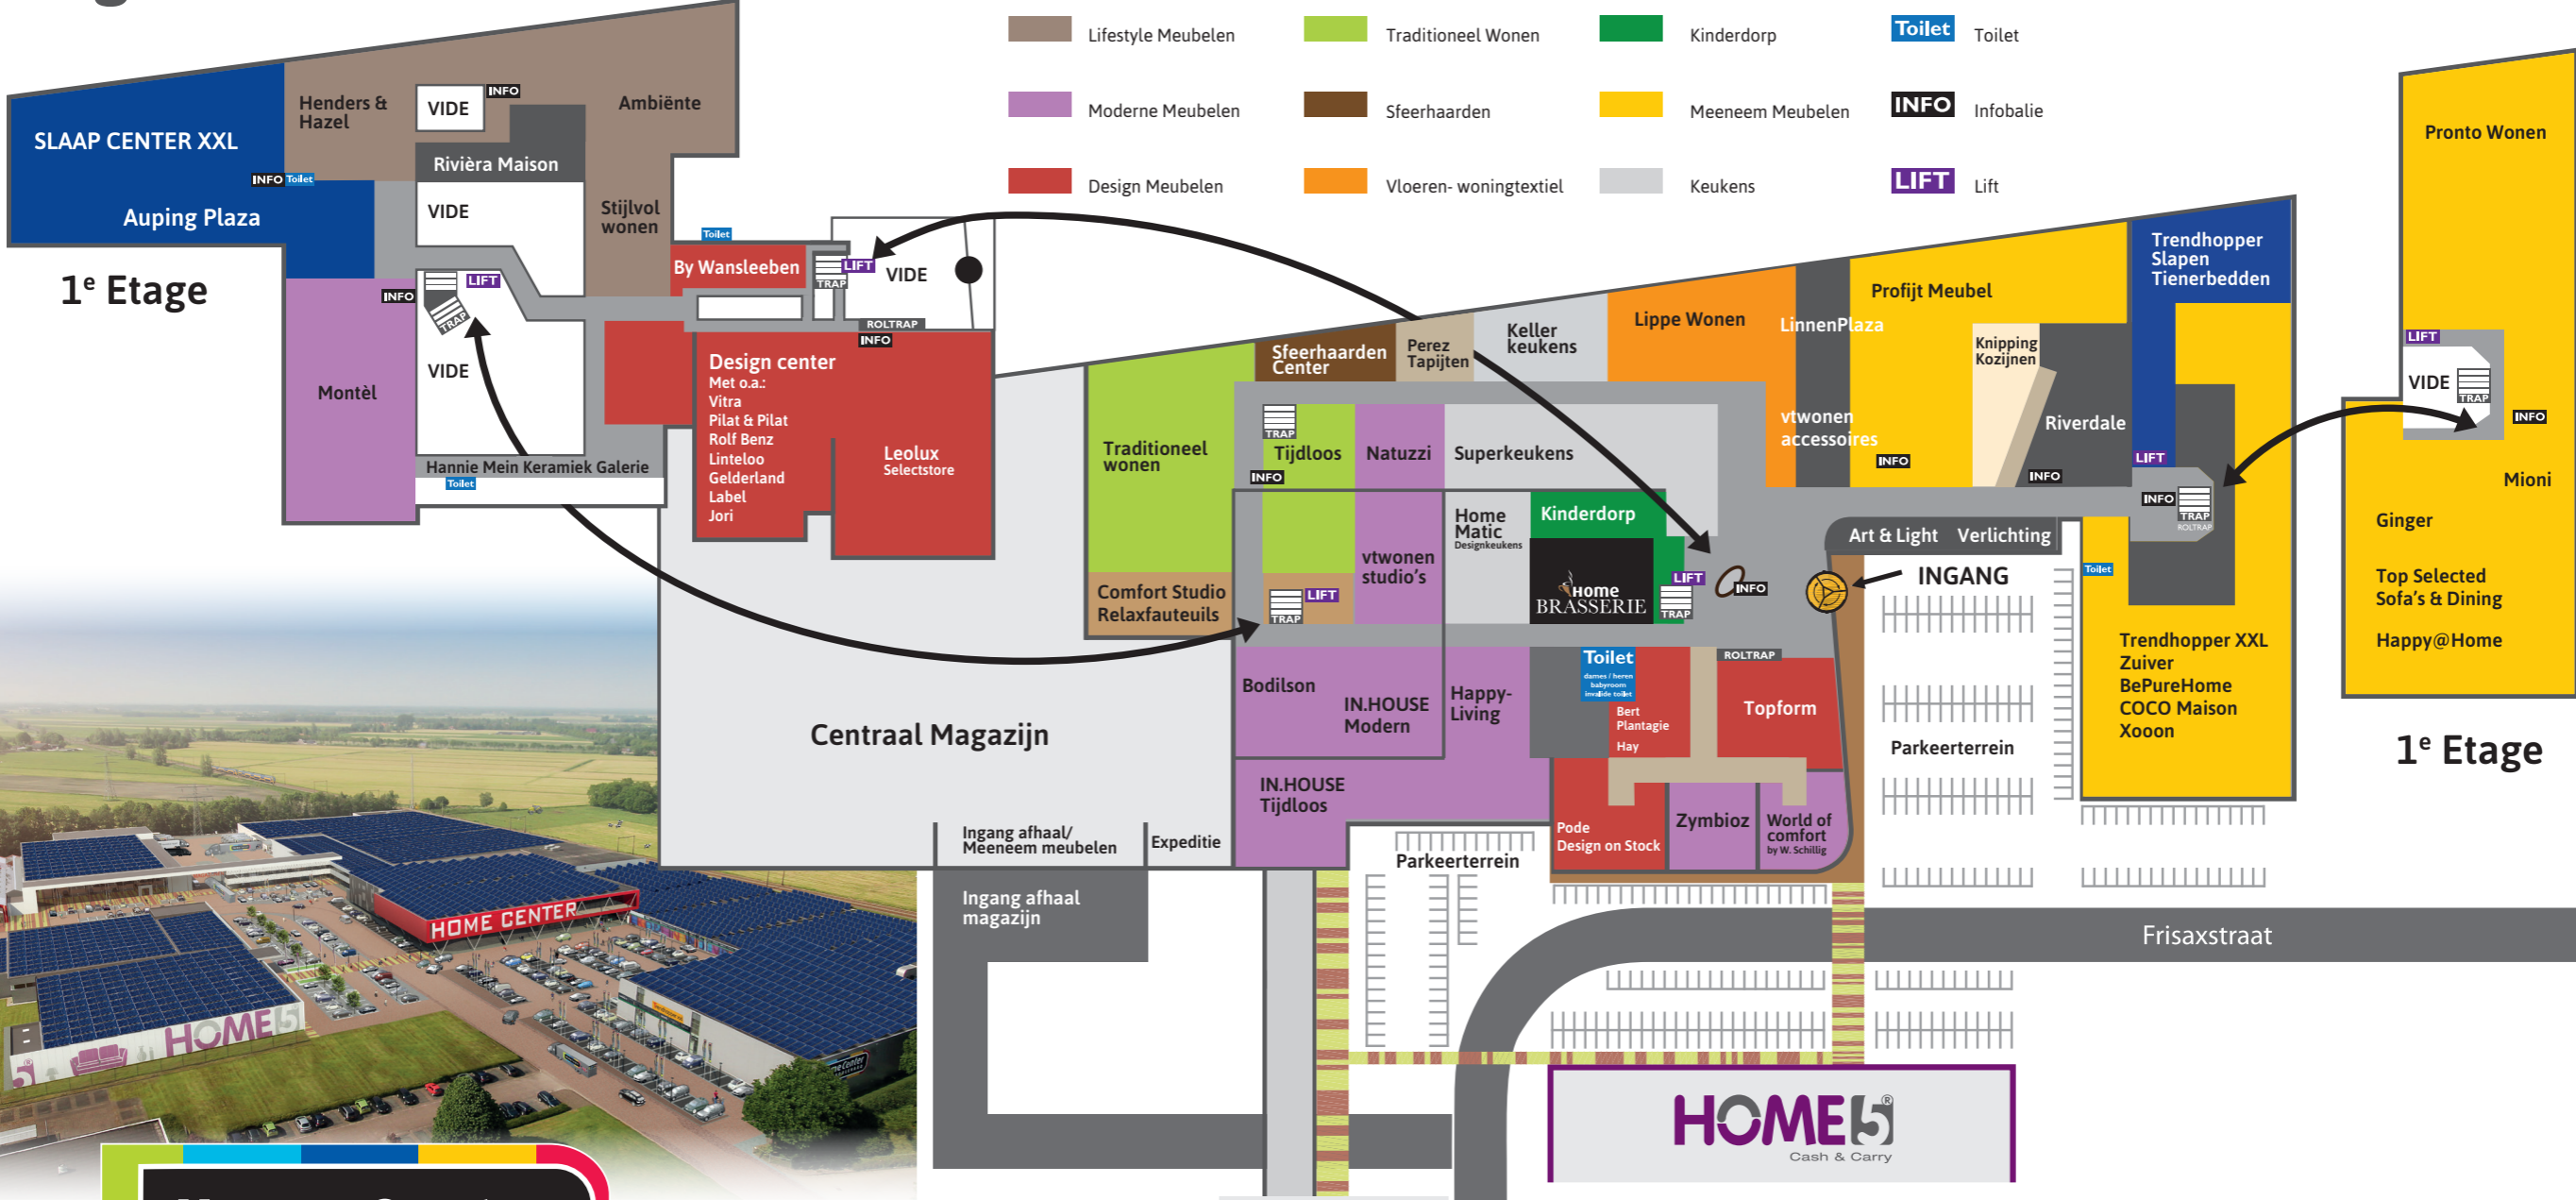 Lifestyle Meubelen
Traditioneel Wonen
Kinderdorp
Toilet
Toilet
Moderne Meubelen
Sfeerhaarden
Meeneem Meubelen
INFO
Infobalie
Design Meubelen
Vloeren- woningtextiel
Keukens
LIFT
Lift
SLAAP CENTER XXL
Auping Plaza
INFO
Toilet
Henders &
Hazel
VIDE
INFO
Ambiënte
Rivièra Maison
VIDE
Stijlvol
wonen
1e Etage
INFO
LIFT
TRAP
VIDE
Montèl
Hannie Mein Keramiek Galerie
Toilet
Toilet
By Wansleeben
TRAP
LIFT
VIDE
ROLTRAP
INFO
Design center
Met o.a.:
Vitra
Pilat & Pilat
Rolf Benz
Linteloo
Gelderland
Label
Jori
Leolux
Selectstore
Centraal Magazijn
Ingang afhaal/
Meeneem meubelen
Expeditie
Ingang afhaal
magazijn
Traditioneel
wonen
Comfort Studio
Relaxfauteuils
Sfeerhaarden
Center
Perez
Tapijten
Keller
keukens
Lippe Wonen
LinnenPlaza
vtwonen
accessoires
Profijt Meubel
INFO
Knipping
Kozijnen
Riverdale
INFO
Trendhopper
Slapen
Tienerbedden
LIFT
INFO
TRAP
ROLTRAP
TRAP
Tijdloos
INFO
Natuzzi
Superkeukens
vtwonen
studio's
Home
Matic
Designkeukens
Kinderdorp
HOME
BRASSERIE
LIFT
TRAP
INFO
LIFT
TRAP
Art & Light
Verlichting
INGANG
Toilet
Bodilson
IN.HOUSE
Modern
Happy-
Living
Toilet
dames / heren
babyroom
invalide toilet
Bert
Plantagie
Hay
ROLTRAP
Topform
IN.HOUSE
Tijdloos
Pode
Design on Stock
Zymbioz
World of
comfort
by W. Schillig
Parkeerterrein
Parkeerterrein
Trendhopper XXL
Zuiver
BePureHome
COCO Maison
Xooon
Pronto Wonen
LIFT
VIDE
TRAP
INFO
Mioni
Ginger
Top Selected
Sofa's & Dining
Happy@Home
1e Etage
Frisaxstraat
HOME5®
Cash & Carry
HOME CENTER
HOME5
5